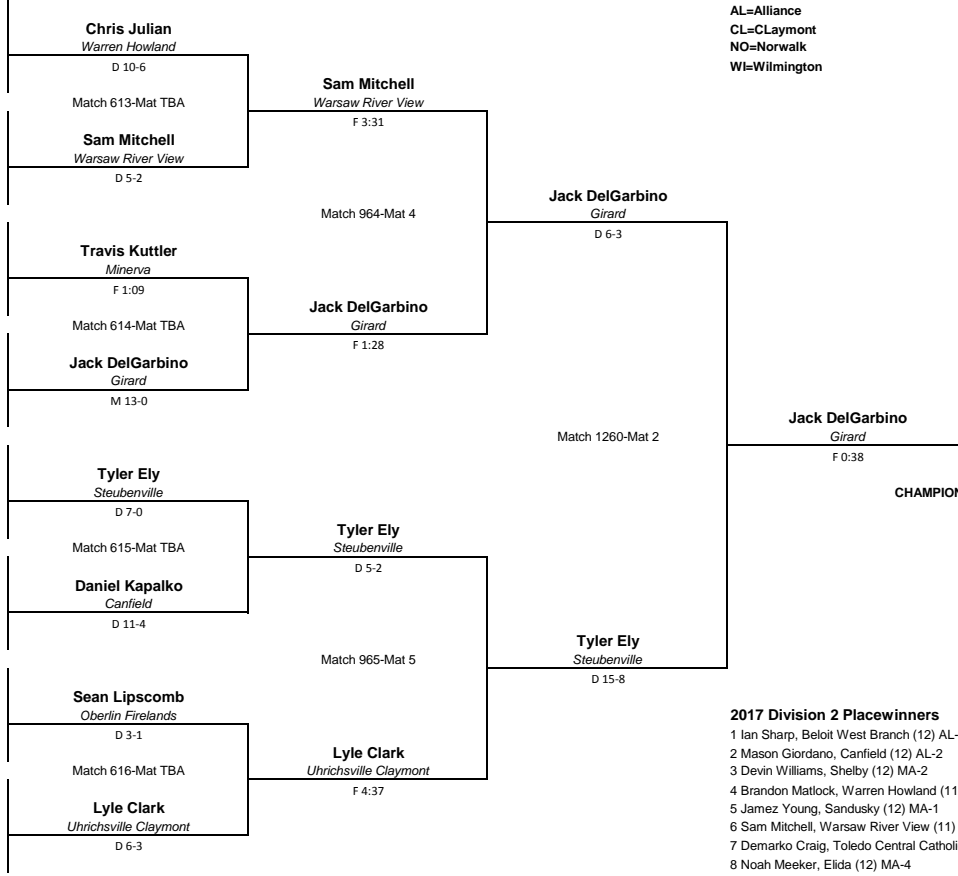 AL=Alliance
CL=CLaymont
NO=Norwalk
WI=Wilmington
Chris Julian
Warren Howland
D 10-6
Match 613-Mat TBA
Sam Mitchell
Warsaw River View
D 5-2
Sam Mitchell
Warsaw River View
F 3:31
Match 964-Mat 4
Travis Kuttler
Minerva
F 1:09
Match 614-Mat TBA
Jack DelGarbino
Girard
M 13-0
Jack DelGarbino
Girard
F 1:28
Jack DelGarbino
Girard
D 6-3
Match 1260-Mat 2
Jack DelGarbino
Girard
F 0:38
CHAMPION
Tyler Ely
Steubenville
D 7-0
Match 615-Mat TBA
Daniel Kapalko
Canfield
D 11-4
Tyler Ely
Steubenville
D 5-2
Match 965-Mat 5
Tyler Ely
Steubenville
D 15-8
Sean Lipscomb
Oberlin Firelands
D 3-1
Match 616-Mat TBA
Lyle Clark
Uhrichsville Claymont
D 6-3
Lyle Clark
Uhrichsville Claymont
F 4:37
2017 Division 2 Placewinners
1 Ian Sharp, Beloit West Branch (12) AL-
2 Mason Giordano, Canfield (12) AL-2
3 Devin Williams, Shelby (12) MA-2
4 Brandon Matlock, Warren Howland (11
5 Jamez Young, Sandusky (12) MA-1
6 Sam Mitchell, Warsaw River View (11)
7 Demarko Craig, Toledo Central Catholi
8 Noah Meeker, Elida (12) MA-4